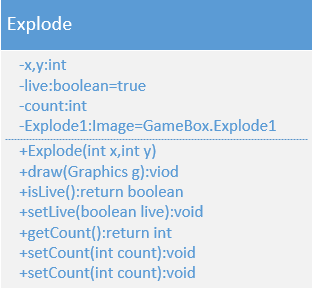 Explode
-x,y:int
-live:boolean=true
-count:int
-Explode1:Image=GameBox.Explode1
+Explode(int x,int y)
+draw(Graphics g):viod
+isLive():return boolean
+setLive(boolean live):void
+getCount():return int
+setCount(int count):void
+setCount(int count):void